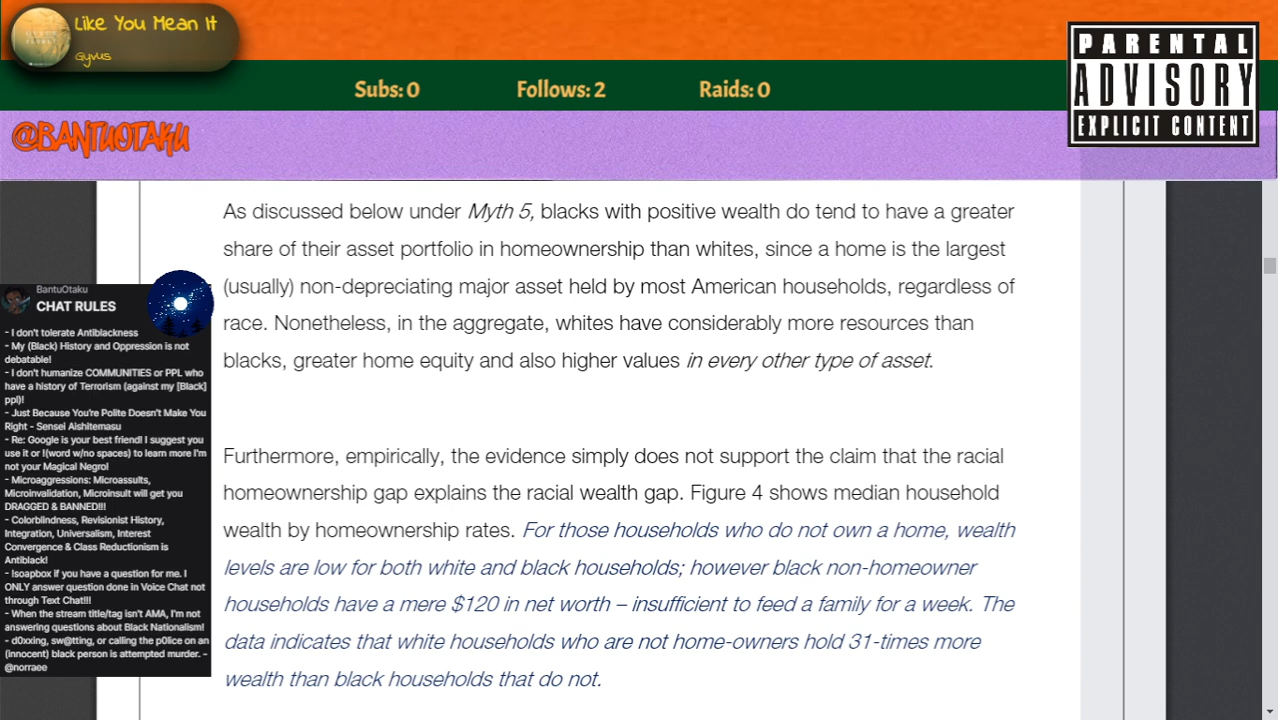 Like You Mean It
Gyvus
PARENTAL
ADVISORY
EXPLICIT CONTENT
Subs: 0 Follows: 2 Raids: 0
@BANTUOTAKU
As discussed below under Myth 5, blacks with positive wealth do tend to have a greater
share of their asset portfolio in homeownership than whites, since a home is the largest
(usually) non-depreciating major asset held by most American households, regardless of
race. Nonetheless, in the aggregate, whites have considerably more resources than
blacks, greater home equity and also higher values in every other type of asset.
Furthermore, empirically, the evidence simply does not support the claim that the racial
homeownership gap explains the racial wealth gap. Figure 4 shows median household
wealth by homeownership rates. For those households who do not own a home, wealth
levels are low for both white and black households; however black non-homeowner
households have a mere $120 in net worth – insufficient to feed a family for a week. The
data indicates that white households who are not home-owners hold 31-times more
wealth than black households that do not.
BantuOtaku
CHAT RULES
- I don't tolerate Antiblackness
- My (Black) History and Oppression is not
debatable!
- I don't humanize COMMUNITIES or PPL who
have a history of Terrorism (against my [Black]
ppl)!
- Just Because You're Polite Doesn't Make You
Right - Sensei Aishitemasu
- Re: Google is your best friend! I suggest you
use it or !(word w/no spaces) to learn more I'm
not your Magical Negro!
- Microaggressions: Microassults,
Microinvalidation, Microinsult will get you
DRAGGED & BANNED!!!
- Colorblindness, Revisionist History,
Integration, Universalism, Interest
Convergence & Class Reductionism is
Antiblack!
- !soapbox if you have a question for me. I
ONLY answer question done in Voice Chat not
through Text Chat!!!
- When the stream title/tag isn't AMA, I'm not
answering questions about Black Nationalism!
- d0xxing, sw@tting, or calling the p0lice on an
(innocent) black person is attempted murder. -
@norraee